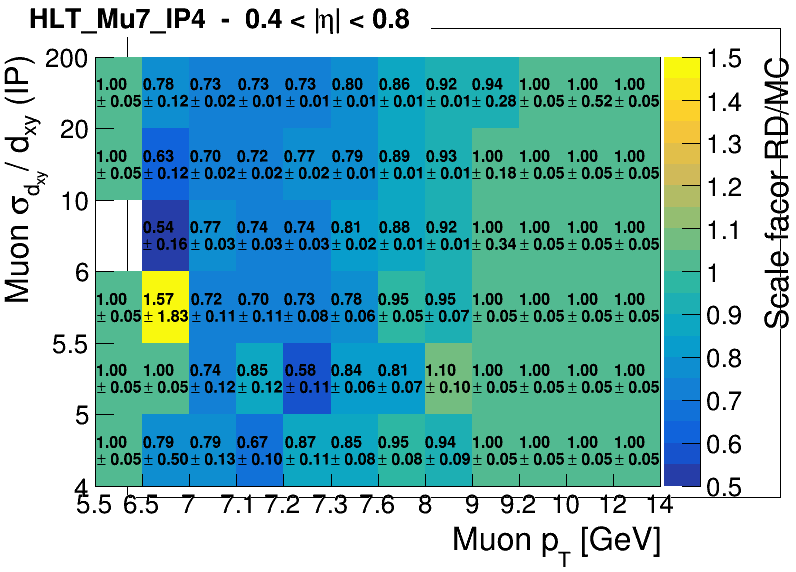 HLT_Mu7_IP4 - 0.4 < |η| < 0.8
Muon σ_{d_{xy}} / d_{xy} (IP)
200
1.00 0.78 0.73 0.73 0.73 0.80 0.86 0.92 0.94 1.00 1.00 1.00
± 0.05 ± 0.12 ± 0.02 ± 0.01 ± 0.01 ± 0.01 ± 0.01 ± 0.01 ± 0.28 ± 0.05 ± 0.52 ± 0.05
20
1.00 0.63 0.70 0.72 0.77 0.79 0.89 0.93 1.00 1.00 1.00 1.00
± 0.05 ± 0.12 ± 0.02 ± 0.02 ± 0.02 ± 0.01 ± 0.01 ± 0.01 ± 0.18 ± 0.05 ± 0.05 ± 0.05
10
0.54 0.77 0.74 0.74 0.81 0.88 0.92 1.00 1.00 1.00 1.00
± 0.16 ± 0.03 ± 0.03 ± 0.03 ± 0.02 ± 0.01 ± 0.01 ± 0.34 ± 0.05 ± 0.05 ± 0.05
6
1.00 1.57 0.72 0.70 0.73 0.78 0.95 0.95 1.00 1.00 1.00 1.00
± 0.05 ± 1.83 ± 0.11 ± 0.11 ± 0.08 ± 0.06 ± 0.05 ± 0.07 ± 0.05 ± 0.05 ± 0.05 ± 0.05
5.5
1.00 1.00 0.74 0.85 0.58 0.84 0.81 1.10 1.00 1.00 1.00 1.00
± 0.05 ± 0.05 ± 0.12 ± 0.12 ± 0.11 ± 0.06 ± 0.07 ± 0.10 ± 0.05 ± 0.05 ± 0.05 ± 0.05
5
1.00 0.79 0.79 0.67 0.87 0.85 0.95 0.94 1.00 1.00 1.00 1.00
± 0.05 ± 0.50 ± 0.13 ± 0.10 ± 0.11 ± 0.08 ± 0.08 ± 0.09 ± 0.05 ± 0.05 ± 0.05 ± 0.05
4
5.5 6.5 7 7.1 7.2 7.3 7.6 8 9 9.2 10 12 14
Muon p_T [GeV]
1.5
1.4
1.3
1.2
1.1
1
0.9
0.8
0.7
0.6
0.5
Scale facor RD/MC